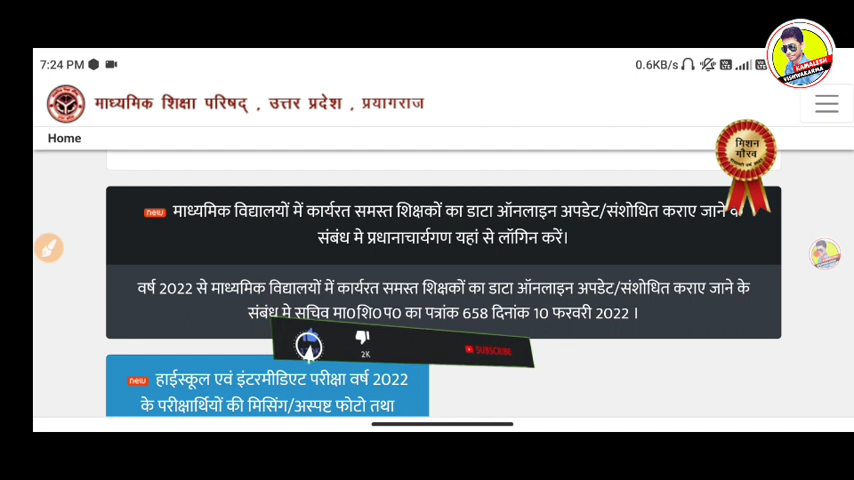 7:24 PM
0.6KB/s
KAMALESH
VISHWAKARMA
माध्यमिक शिक्षा परिषद् , उत्तर प्रदेश , प्रयागराज
Home
मिशन
गौरव
new माध्यमिक विद्यालयों में कार्यरत समस्त शिक्षकों का डाटा ऑनलाइन अपडेट/संशोधित कराए जाने
संबंध मे प्रधानाचार्यगण यहां से लॉगिन करें।
वर्ष 2022 से माध्यमिक विद्यालयों में कार्यरत समस्त शिक्षकों का डाटा ऑनलाइन अपडेट/संशोधित कराए जाने के
संबंध मे सचिव मा0शि0प0 का पत्रांक 658 दिनांक 10 फरवरी 2022 ।
2K
SUBSCRIBE
new हाईस्कूल एवं इंटरमीडिएट परीक्षा वर्ष 2022
के परीक्षार्थियों की मिसिंग/अस्पष्ट फोटो तथा